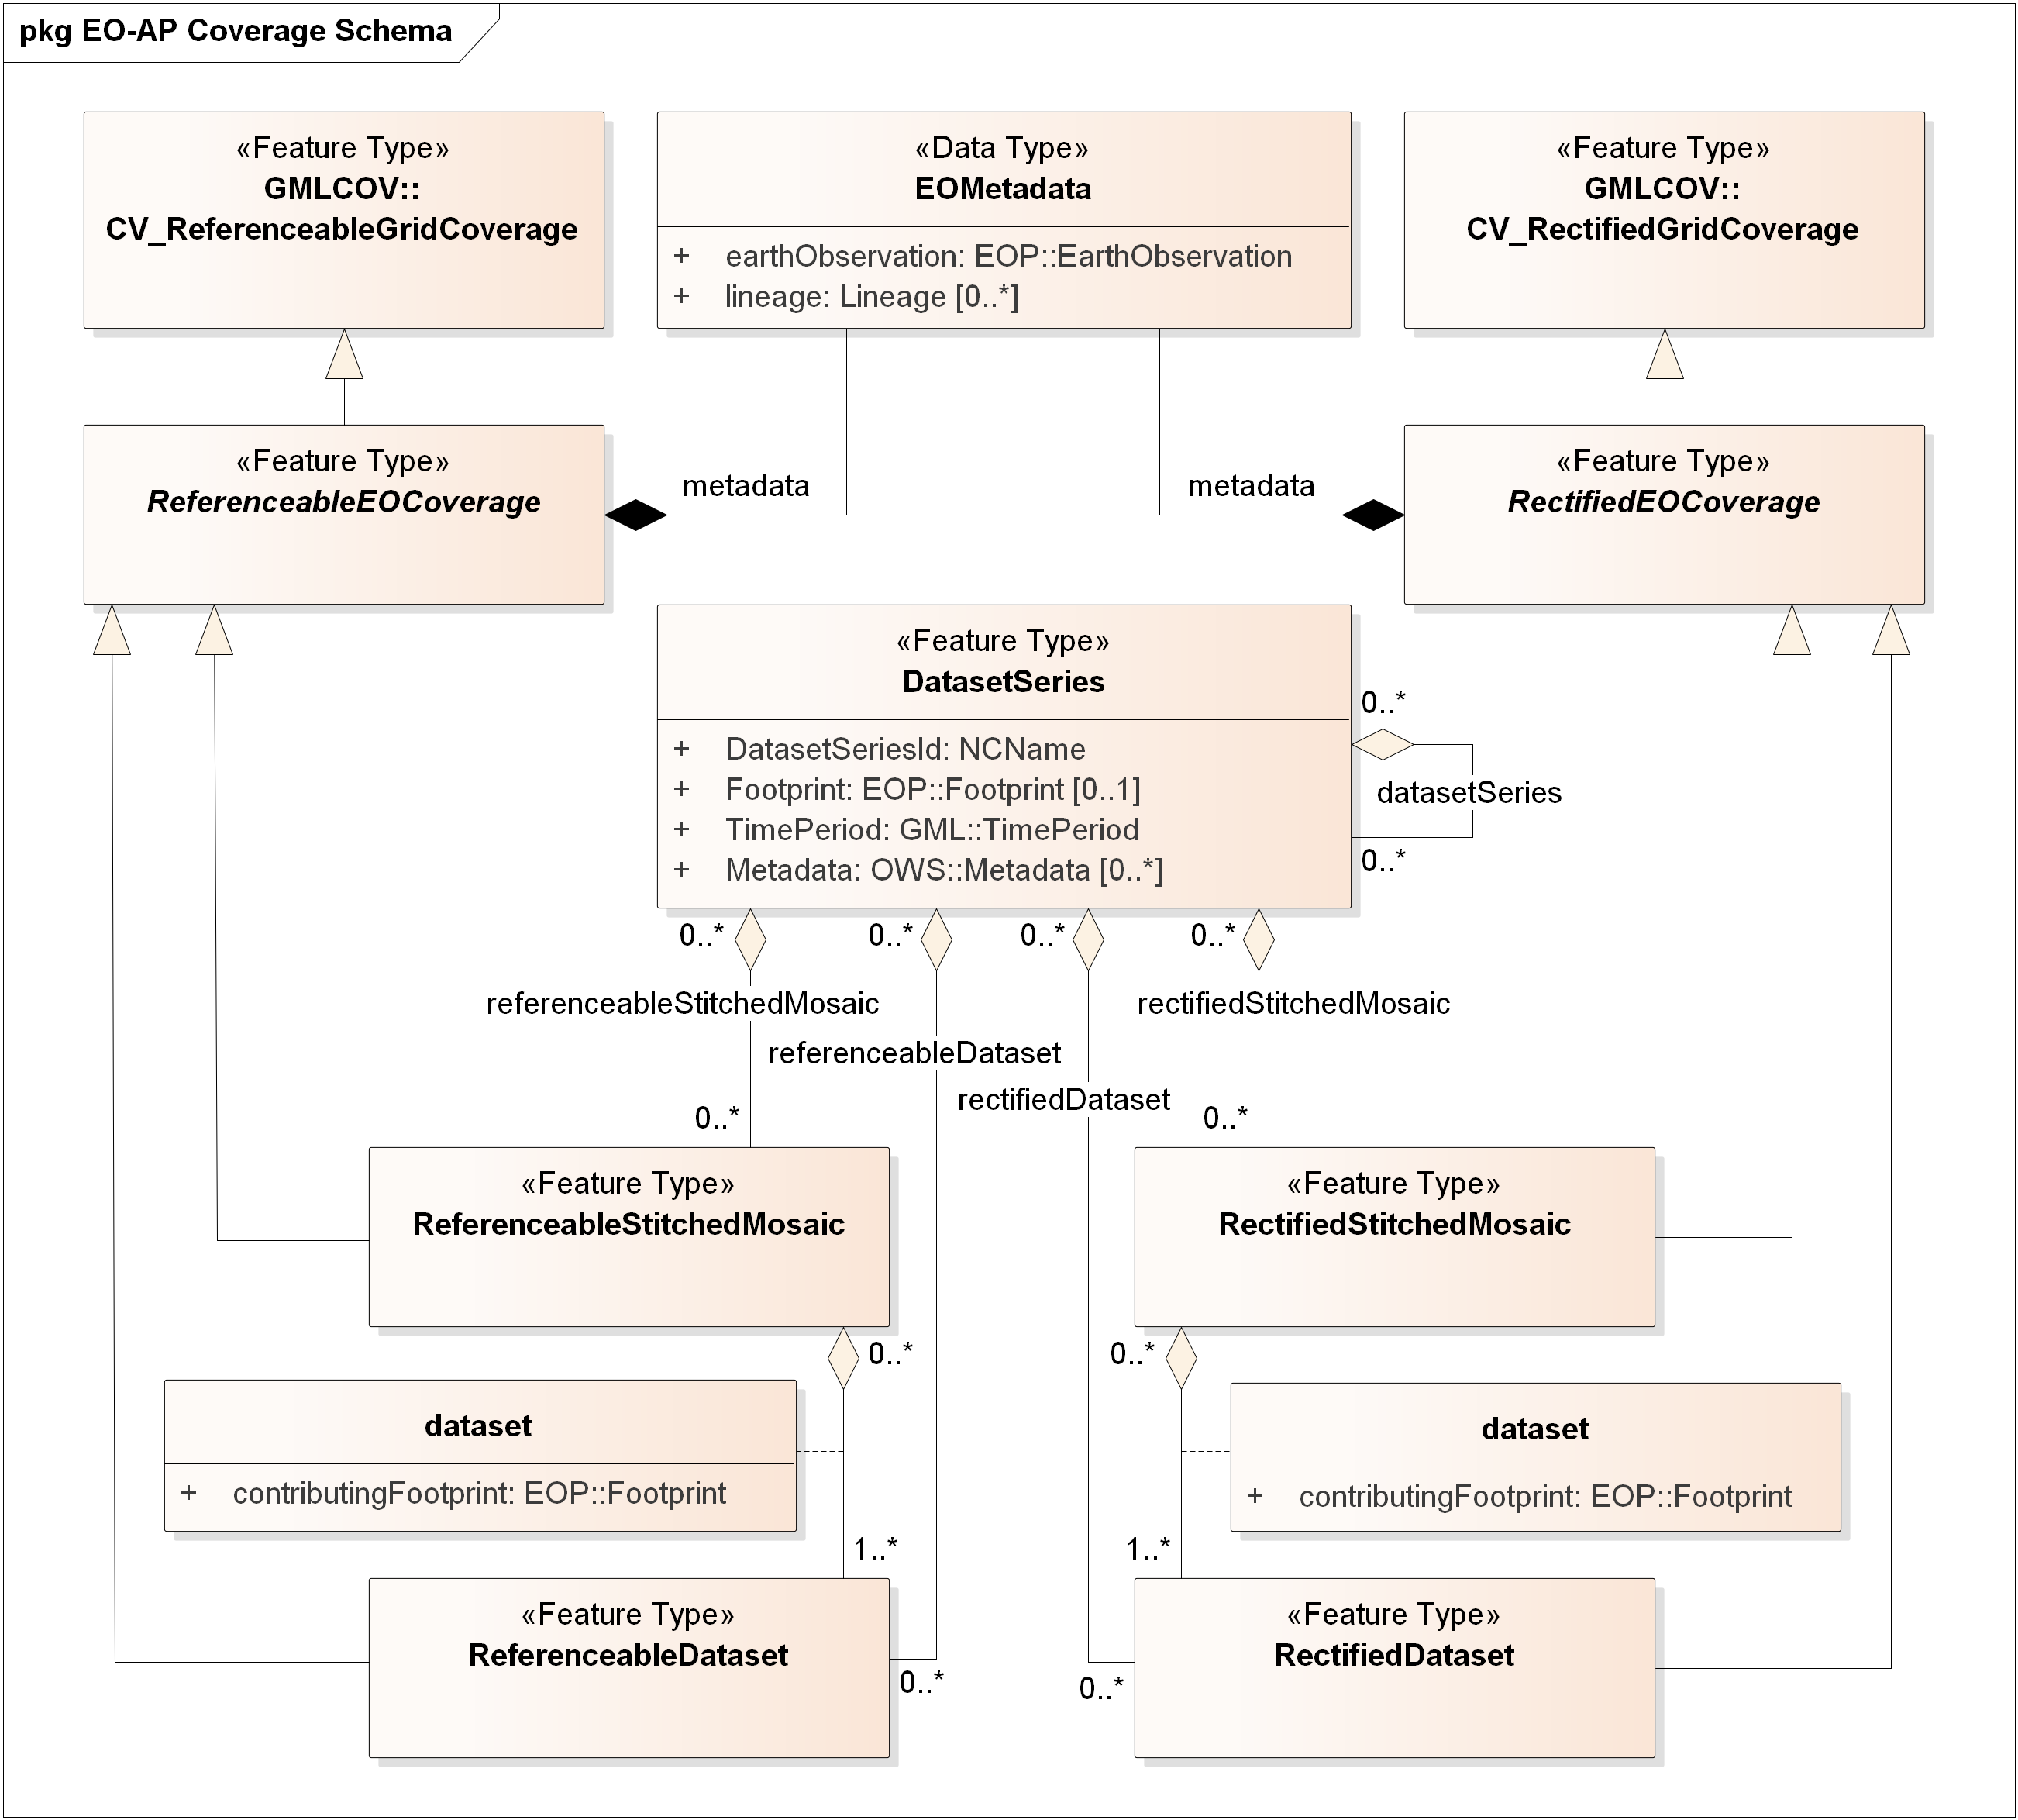 pkg EO-AP Coverage Schema
«Feature Type»
GMLCOV::
CV_ReferenceableGridCoverage
«Data Type»
EOMetadata
+ earthObservation: EOP::EarthObservation
+ lineage: Lineage [0..*]
«Feature Type»
GMLCOV::
CV_RectifiedGridCoverage
«Feature Type»
ReferenceableEOCoverage
metadata
metadata
«Feature Type»
RectifiedEOCoverage
«Feature Type»
DatasetSeries
+ DatasetSeriesId: NCName
+ Footprint: EOP::Footprint [0..1]
+ TimePeriod: GML::TimePeriod
+ Metadata: OWS::Metadata [0..*]
0..*
datasetSeries
0..*
0..*
0..*
0..*
0..*
referenceableStitchedMosaic
rectifiedStitchedMosaic
referenceableDataset
rectifiedDataset
0..*
0..*
«Feature Type»
ReferenceableStitchedMosaic
«Feature Type»
RectifiedStitchedMosaic
0..*
0..*
dataset
+ contributingFootprint: EOP::Footprint
dataset
+ contributingFootprint: EOP::Footprint
1..*
1..*
«Feature Type»
ReferenceableDataset
0..*
0..*
«Feature Type»
RectifiedDataset